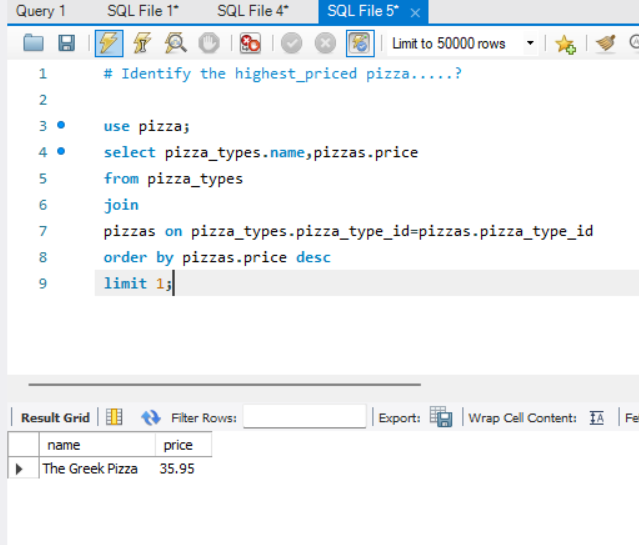 Query 1 SQL File 1* SQL File 4* SQL File 5* ×
Limit to 50000 rows
1 # Identify the highest_priced pizza.....?
2
3 use pizza;
4 select pizza_types.name,pizzas.price
5 from pizza_types
6 join
7 pizzas on pizza_types.pizza_type_id=pizzas.pizza_type_id
8 order by pizzas.price desc
9 limit 1;
Result Grid Filter Rows: Export: Wrap Cell Content: Fe
name price
The Greek Pizza 35.95